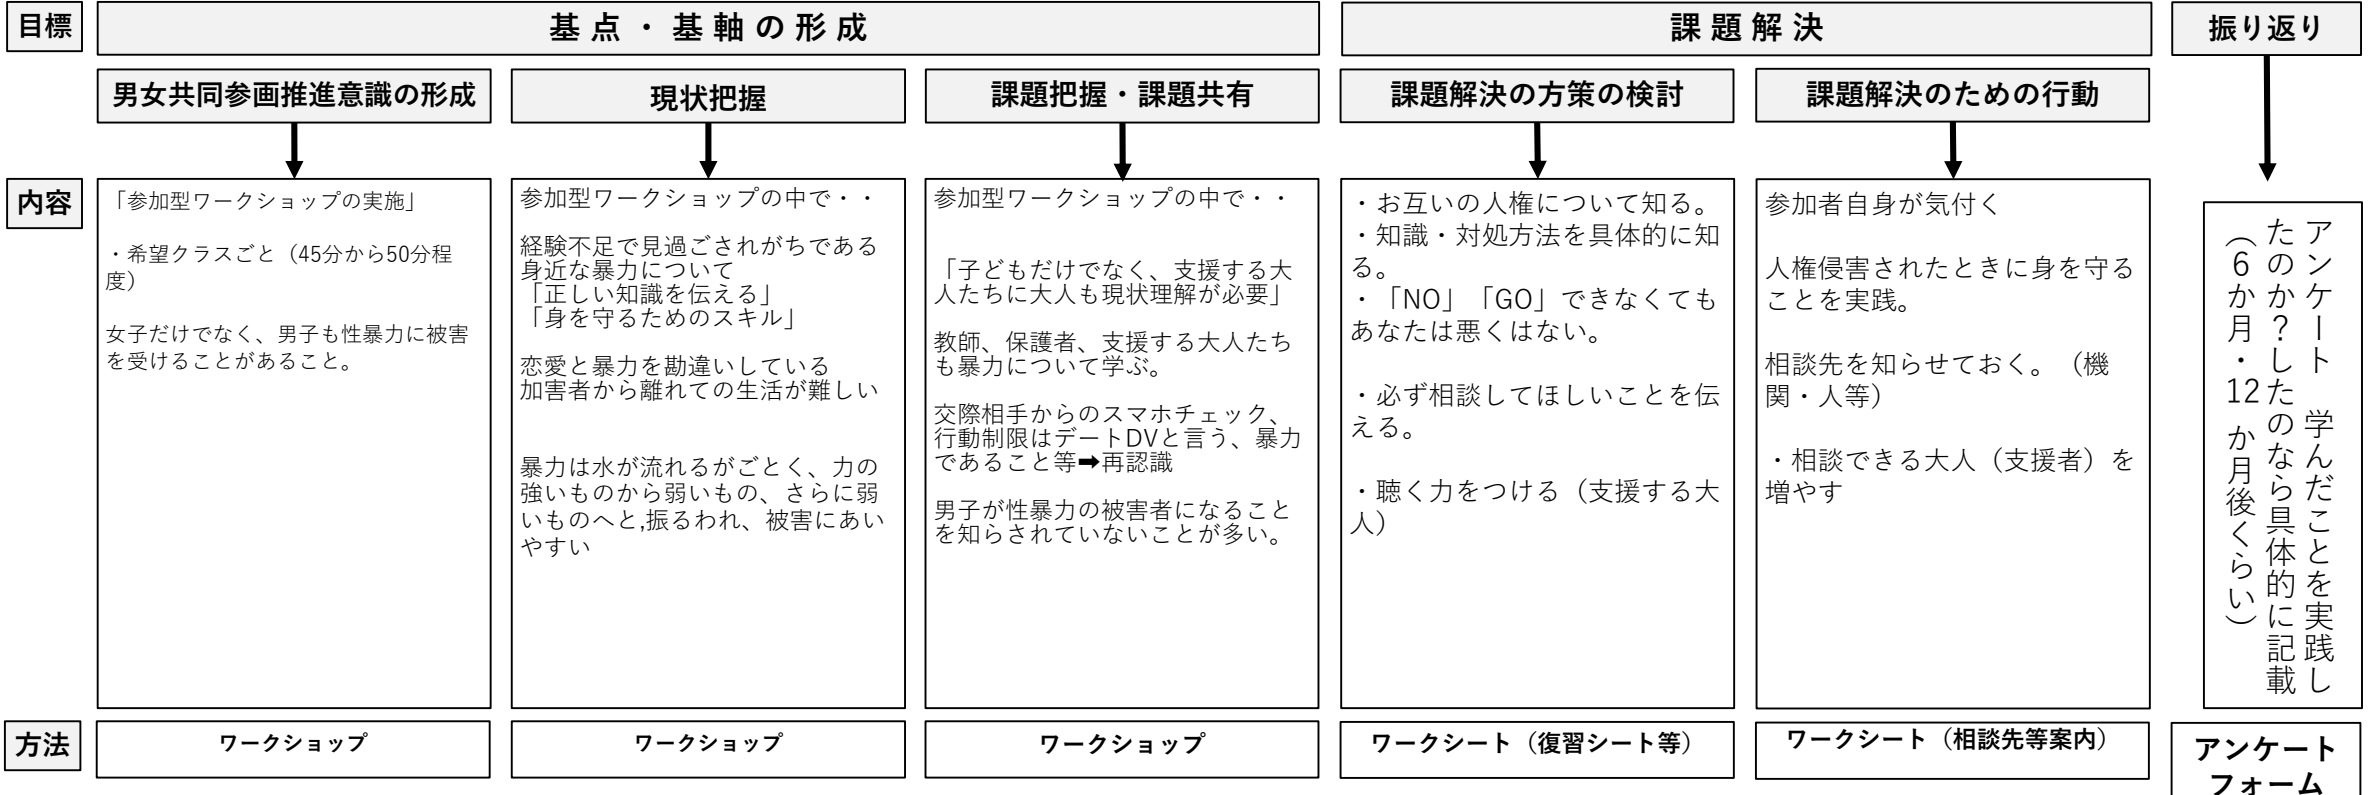 目標
基点・基軸の形成
課題解決
振り返り
男女共同参画推進意識の形成
現状把握
課題把握・課題共有
課題解決の方策の検討
課題解決のための行動
内容
「参加型ワークショップの実施」
・希望クラスごと（45分から50分程
度）
女子だけでなく、男子も性暴力に被害
を受けることがあること。
参加型ワークショップの中で・・
経験不足で見過ごされがちである
身近な暴力について
「正しい知識を伝える」
「身を守るためのスキル」
恋愛と暴力を勘違いしている
加害者から離れての生活が難しい
暴力は水が流れるがごとく、力の
強いものから弱いもの、さらに弱
いものへと,振るわれ、被害にあい
やすい
参加型ワークショップの中で・・
「子どもだけでなく、支援する大
人たちに大人も現状理解が必要」
教師、保護者、支援する大人たち
も暴力について学ぶ。
交際相手からのスマホチェック、
行動制限はデートDVと言う、暴力
であること等➡再認識
男子が性暴力の被害者になること
を知らされていないことが多い。
・お互いの人権について知る。
・知識・対処方法を具体的に知
る。
・「NO」「GO」できなくても
あなたは悪くはない。
・必ず相談してほしいことを伝
える。
・聴く力をつける（支援する大
人）
参加者自身が気付く
人権侵害されたときに身を守る
ことを実践。
相談先を知らせておく。（機
関・人等）
・相談できる大人（支援者）を
増やす
アンケート　学んだことを実践し
たのか？したのなら具体的に記載
（6か月・12か月後くらい）
方法
ワークショップ
ワークショップ
ワークショップ
ワークシート（復習シート等）
ワークシート（相談先等案内）
アンケート
フォーム